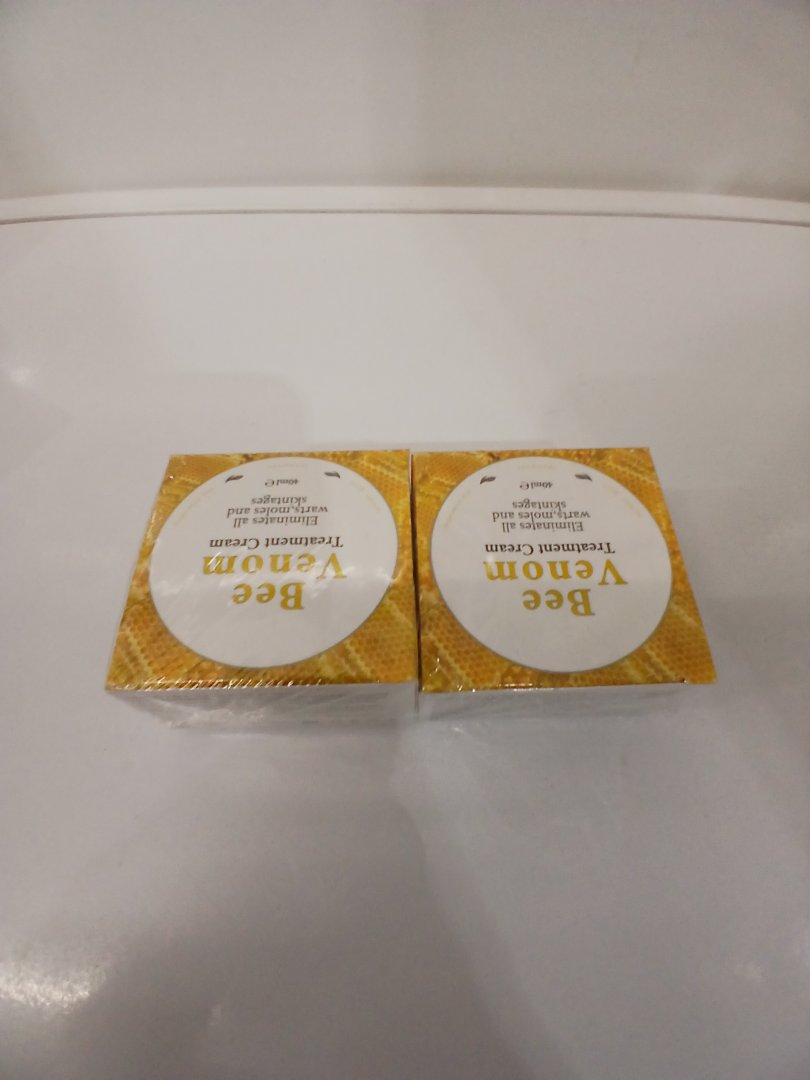 Bee
Venom
Treatment Cream
Eliminates all
warts,moles and
skintages
40ml e
Bee
Venom
Treatment Cream
Eliminates all
warts,moles and
skintages
40ml e